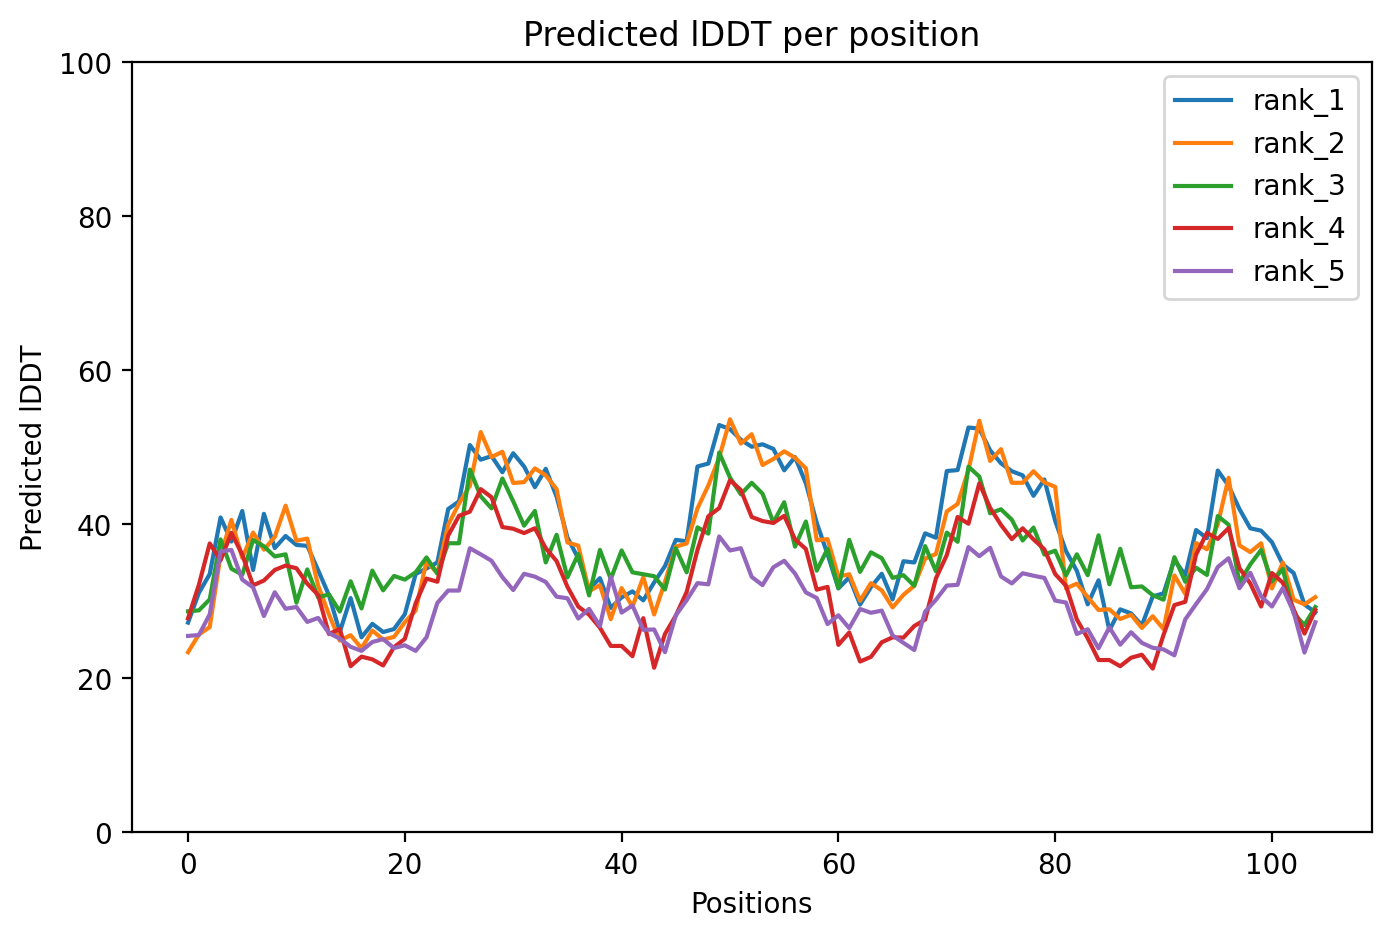 Predicted lDDT per position
100
80
60
40
20
0
Predicted lDDT
0 20 40 60 80 100
Positions
rank_1
rank_2
rank_3
rank_4
rank_5